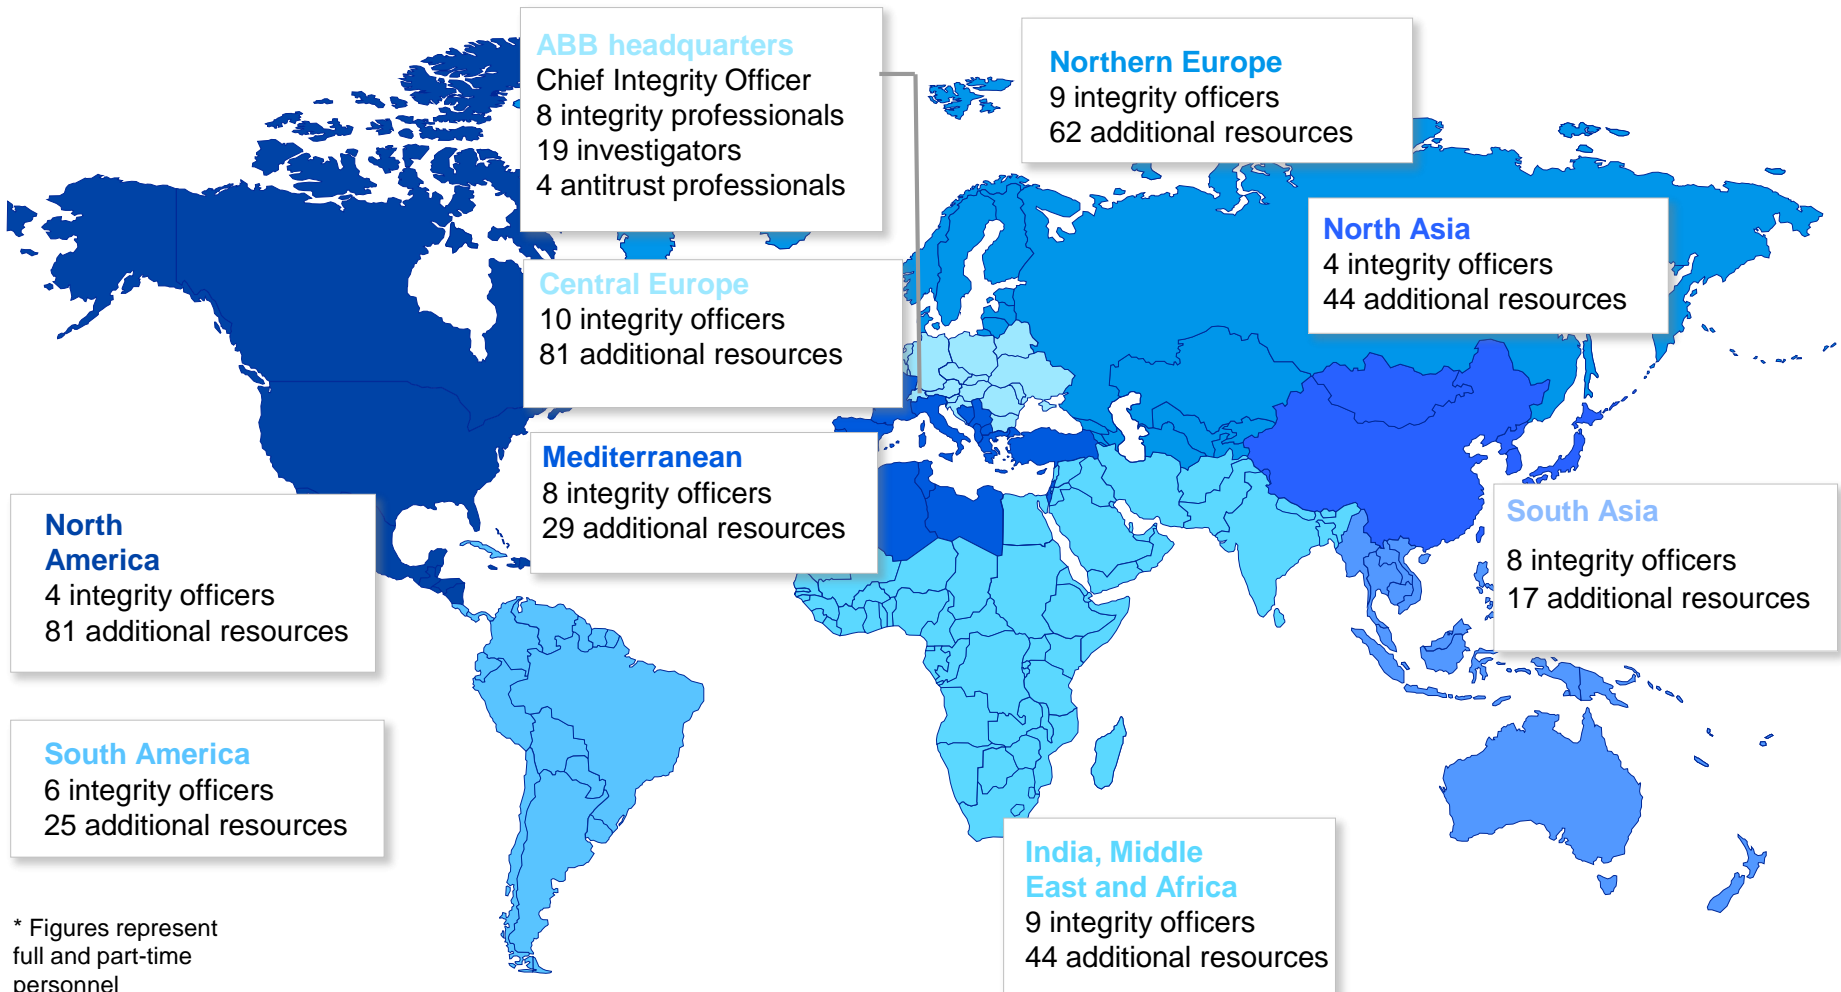 ABB headquarters
Chief Integrity Officer
8 integrity professionals
19 investigators
4 antitrust professionals
Northern Europe
9 integrity officers
62 additional resources
North Asia
4 integrity officers
44 additional resources
Central Europe
10 integrity officers
81 additional resources
Mediterranean
8 integrity officers
29 additional resources
North
America
4 integrity officers
81 additional resources
South Asia
8 integrity officers
17 additional resources
South America
6 integrity officers
25 additional resources
India, Middle
East and Africa
9 integrity officers
44 additional resources
* Figures represent
full and part-time
personnel